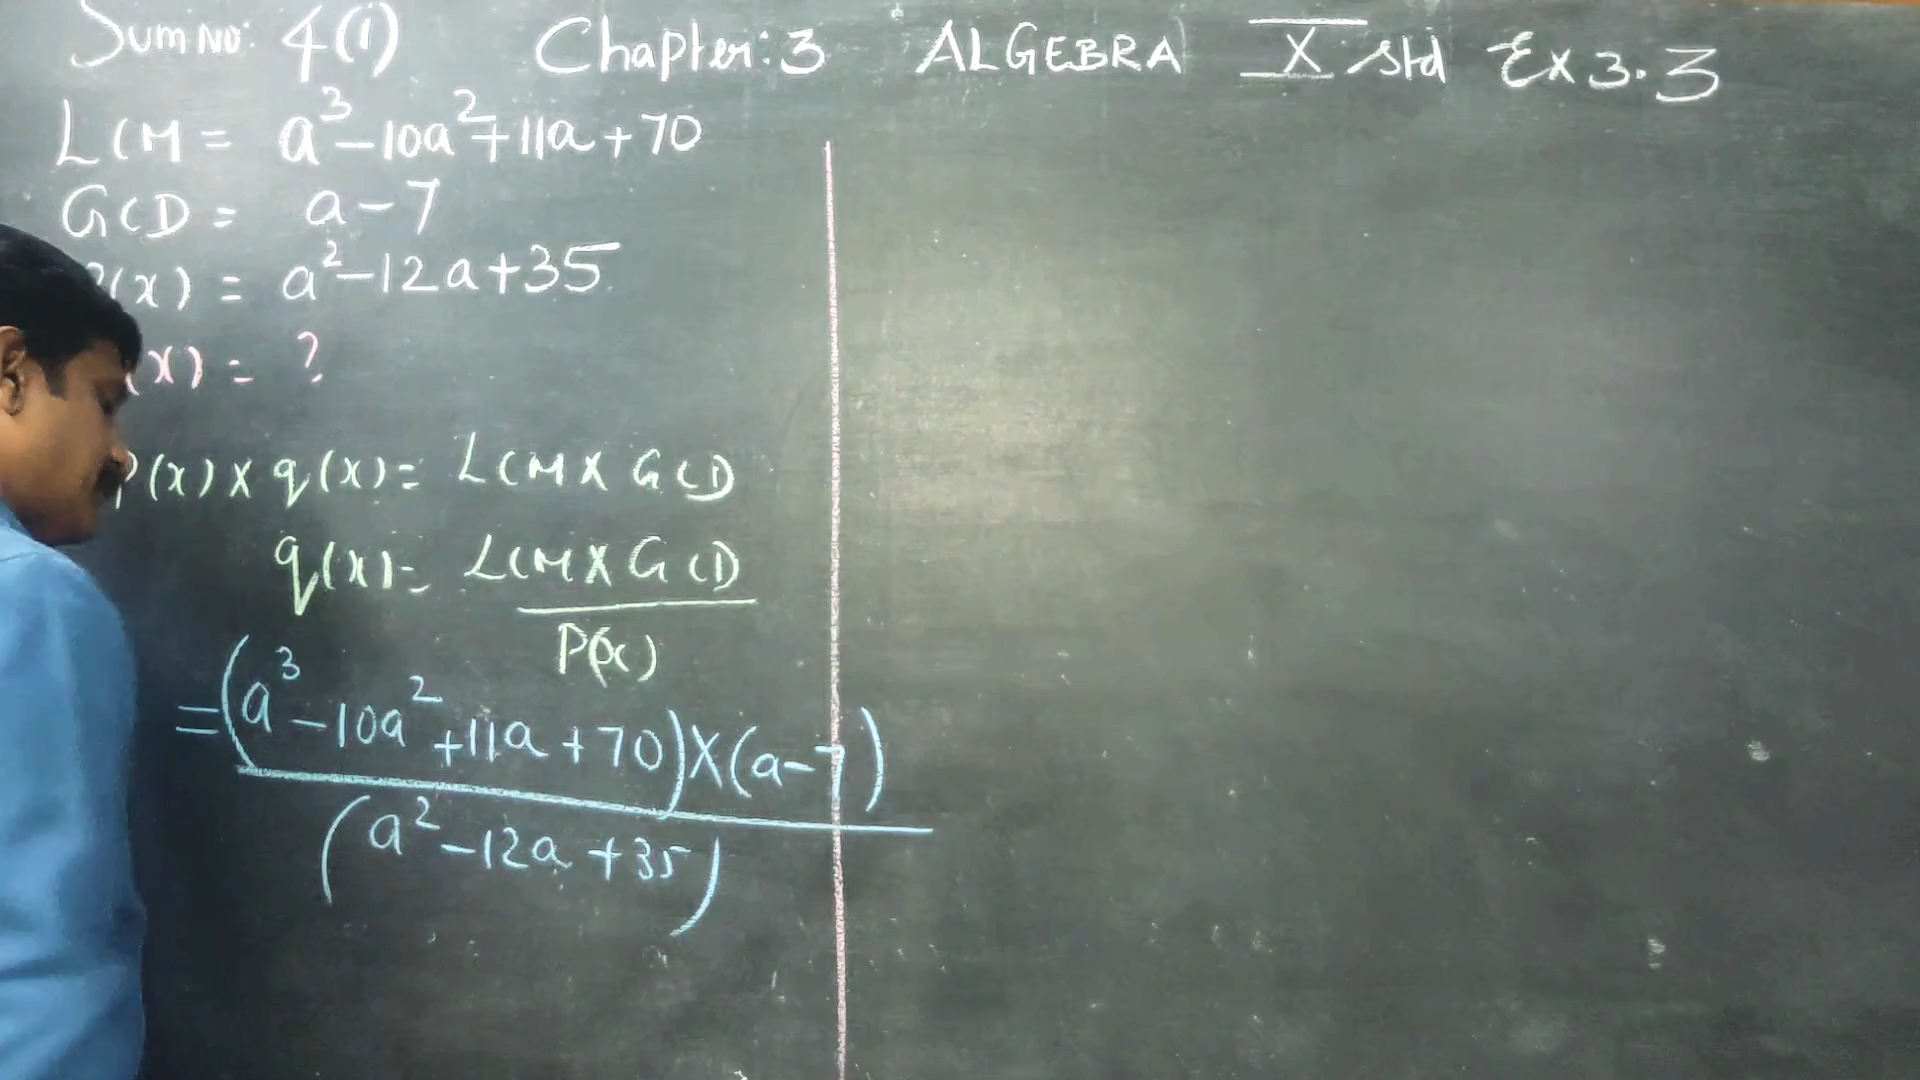 Sum No: 4(i) Chapter: 3 ALGEBRA X std Ex 3.3
LCM = a³-10a²+11a+70
GCD = a-7
(x) = a²-12a+35
(x) = ?
P(x) X q(x) = LCM X GCD
q(x) = LCM X GCD
P(x)
= (a³-10a²+11a+70) X (a-7)
(a²-12a+35)